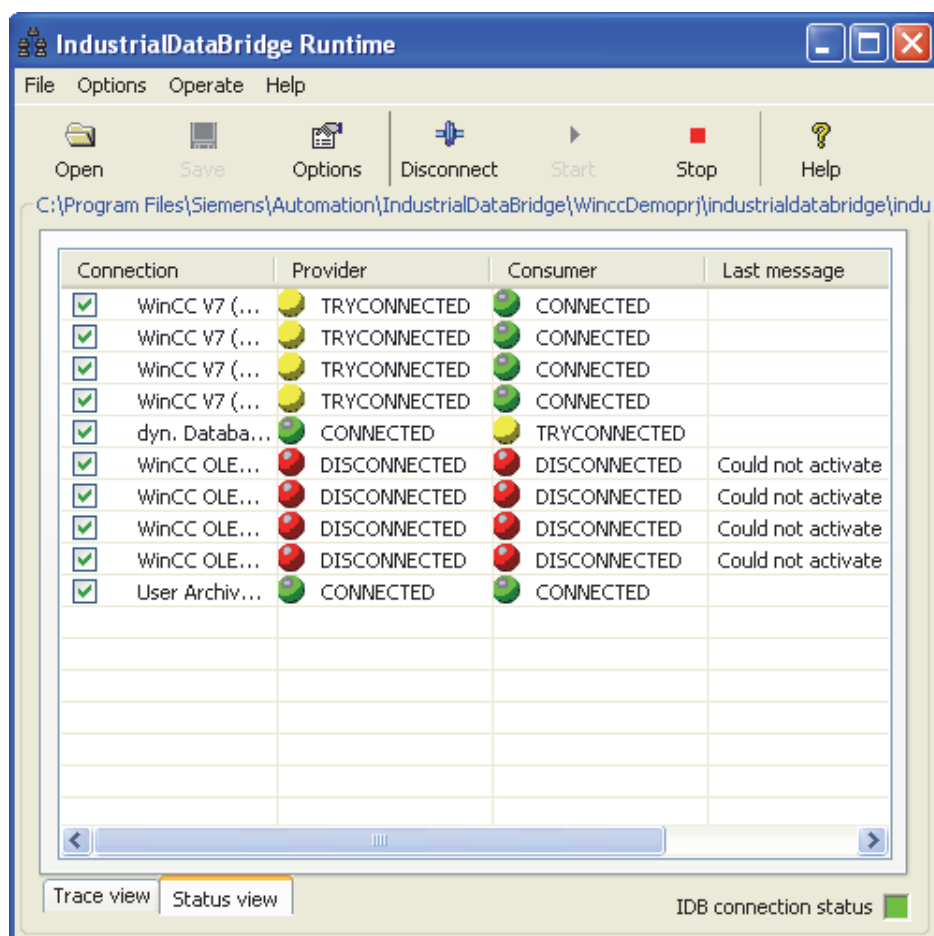 IndustrialDataBridge Runtime
File Options Operate Help
Open Save Options Disconnect Start Stop Help
C:\Program Files\Siemens\Automation\IndustrialDataBridge\WinccDemoprj\industrialdatabridge\indu
Connection Provider Consumer Last message
WinCC V7 (... TRYCONNECTED CONNECTED
WinCC V7 (... TRYCONNECTED CONNECTED
WinCC V7 (... TRYCONNECTED CONNECTED
WinCC V7 (... TRYCONNECTED CONNECTED
dyn. Databa... CONNECTED TRYCONNECTED
WinCC OLE... DISCONNECTED DISCONNECTED Could not activate
WinCC OLE... DISCONNECTED DISCONNECTED Could not activate
WinCC OLE... DISCONNECTED DISCONNECTED Could not activate
WinCC OLE... DISCONNECTED DISCONNECTED Could not activate
User Archiv... CONNECTED CONNECTED
Trace view Status view IDB connection status